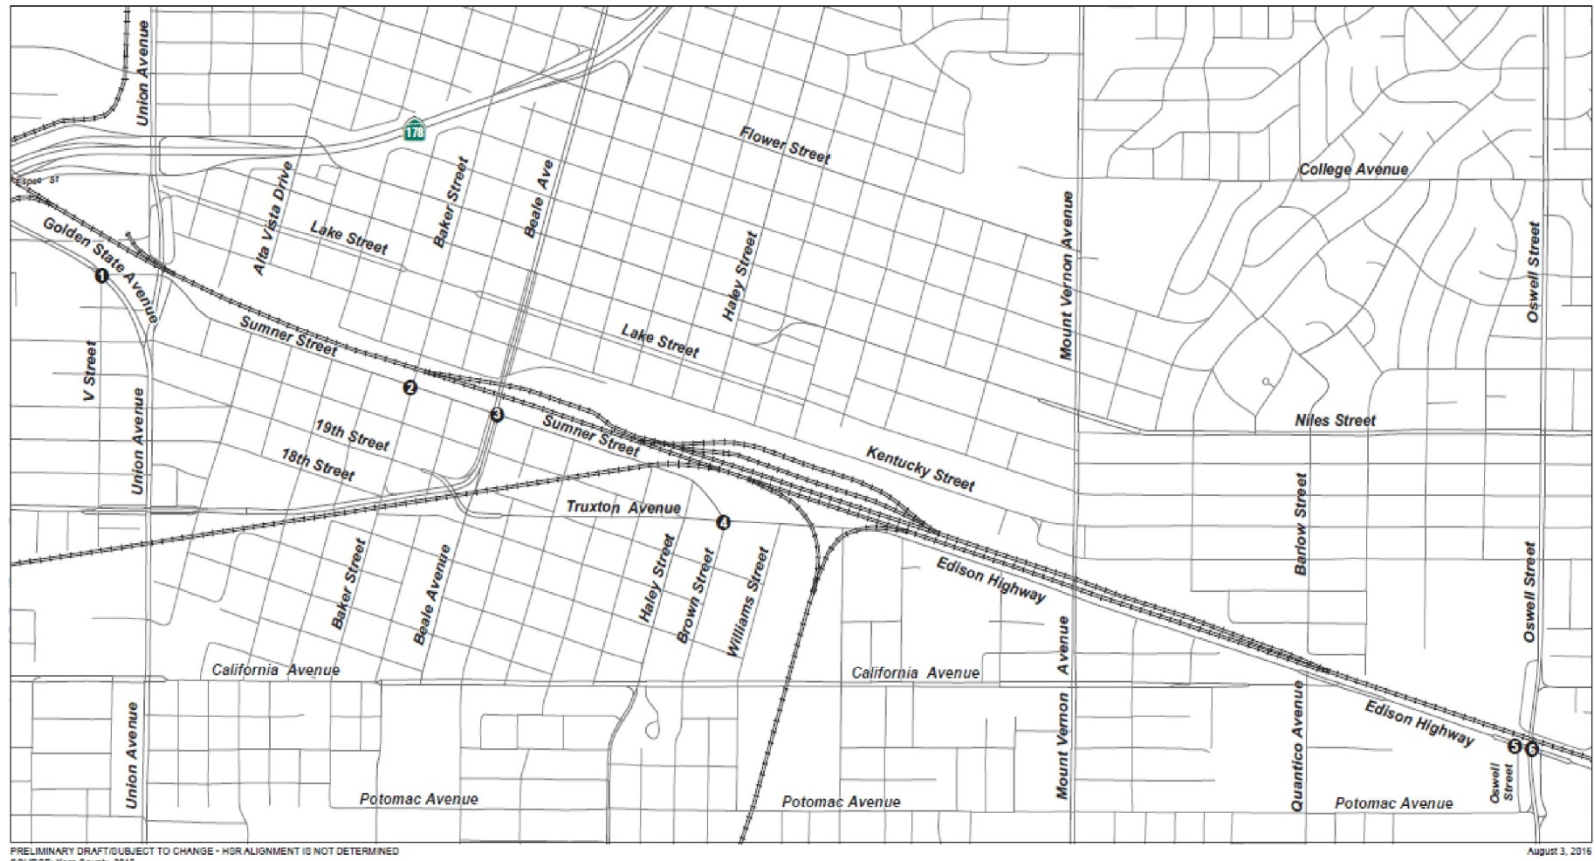 Union Avenue
178
Flower Street
College Avenue
Espee St
Alta Vista Drive
Baker Street
Beale Ave
Lake Street
Golden State Avenue
Haley Street
Mount Vernon Avenue
Oswell Street
1
Sumner Street
Lake Street
V Street
2
3
Union Avenue
19th Street
18th Street
Sumner Street
Niles Street
Kentucky Street
Barlow Street
Truxton Avenue
4
Baker Street
Beale Avenue
Haley Street
Brown Street
Williams Street
Edison Highway
Oswell Street
California Avenue
California Avenue
Mount Vernon Avenue
Union Avenue
Quantico Avenue
Edison Highway
5
6
Oswell
Street
Potomac Avenue
Potomac Avenue
Potomac Avenue
PRELIMINARY DRAFT/SUBJECT TO CHANGE • HSR ALIGNMENT IS NOT DETERMINED
August 3, 2016